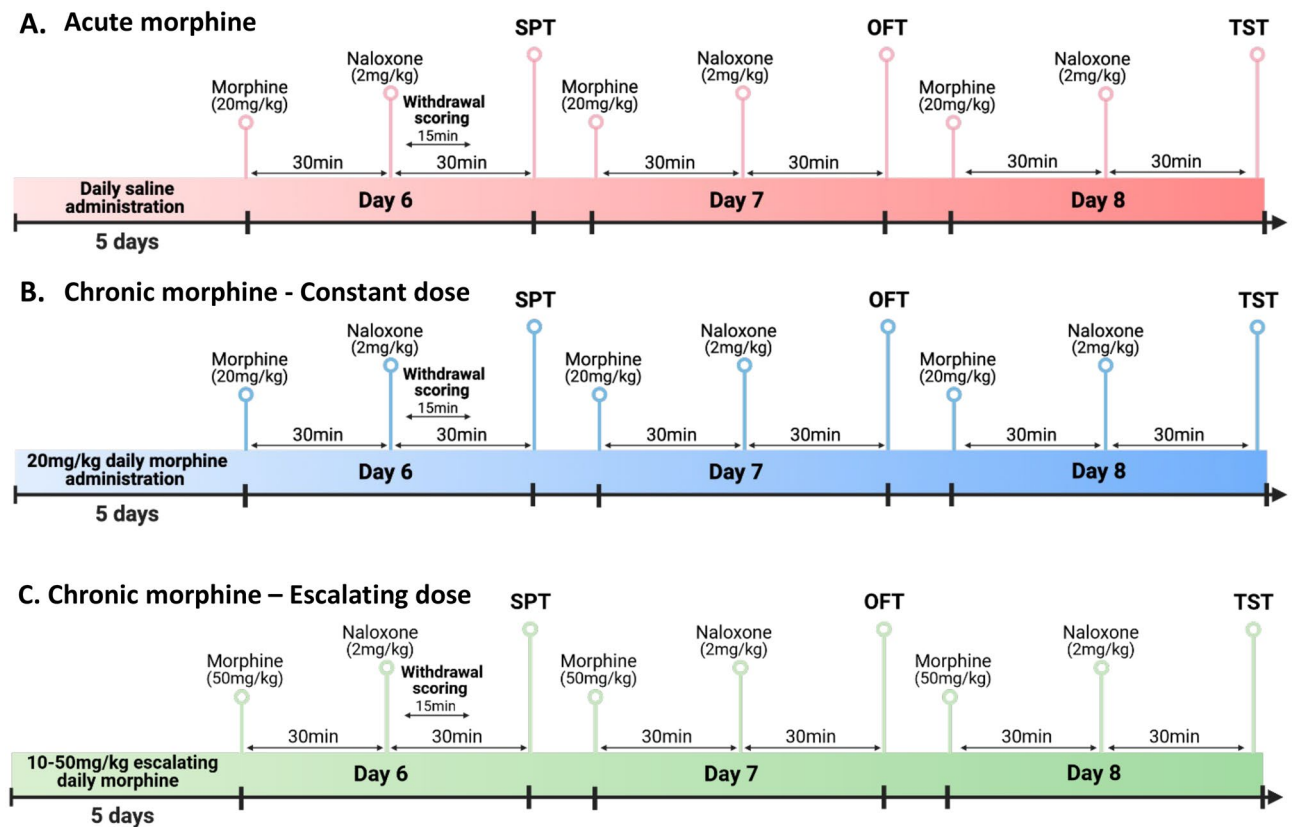 A. Acute morphine
SPT
OFT
TST
Morphine
(20mg/kg)
Naloxone
(2mg/kg)
Withdrawal
scoring
15min
Morphine
(20mg/kg)
Naloxone
(2mg/kg)
Morphine
(20mg/kg)
Naloxone
(2mg/kg)
30min
30min
30min
30min
30min
30min
Daily saline
administration
Day 6
Day 7
Day 8
5 days
B. Chronic morphine - Constant dose
SPT
OFT
TST
Morphine
(20mg/kg)
Naloxone
(2mg/kg)
Withdrawal
scoring
15min
Morphine
(20mg/kg)
Naloxone
(2mg/kg)
Morphine
(20mg/kg)
Naloxone
(2mg/kg)
30min
30min
30min
30min
30min
30min
20mg/kg daily morphine
administration
Day 6
Day 7
Day 8
5 days
C. Chronic morphine – Escalating dose
SPT
OFT
TST
Morphine
(50mg/kg)
Naloxone
(2mg/kg)
Withdrawal
scoring
15min
Morphine
(50mg/kg)
Naloxone
(2mg/kg)
Morphine
(50mg/kg)
Naloxone
(2mg/kg)
30min
30min
30min
30min
30min
30min
10-50mg/kg escalating
daily morphine
Day 6
Day 7
Day 8
5 days